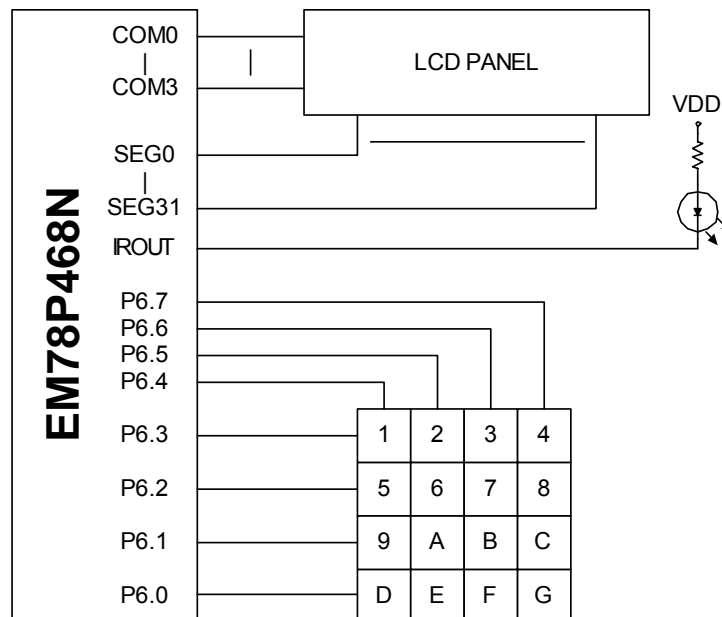 COM0
COM3
LCD PANEL
VDD
SEG0
SEG31
IROUT
EM78P468N
P6.7
P6.6
P6.5
P6.4
P6.3
1 2 3 4
P6.2
5 6 7 8
P6.1
9 A B C
P6.0
D E F G